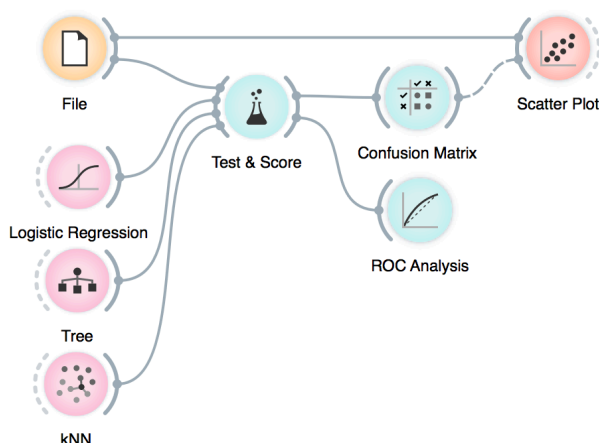 File
Scatter Plot
Test & Score
Confusion Matrix
Logistic Regression
ROC Analysis
Tree
kNN